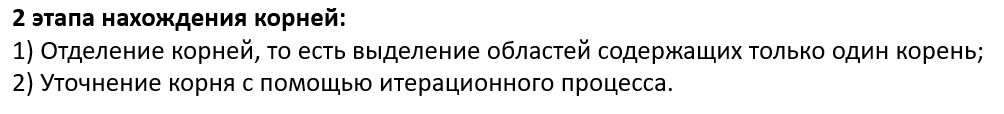 2 этапа нахождения корней:
1) Отделение корней, то есть выделение областей содержащих только один корень;
2) Уточнение корня с помощью итерационного процесса.